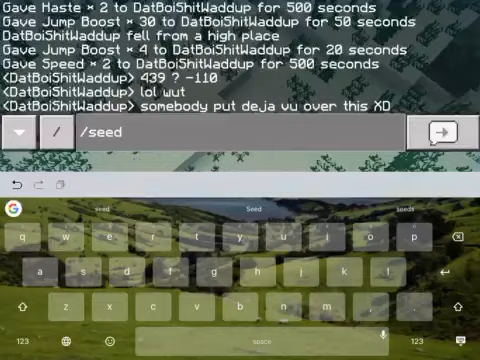 Gave Haste * 2 to DatBoiShitWaddup for 500 seconds
Gave Jump Boost * 30 to DatBoiShitWaddup for 50 seconds
DatBoiShitWaddup fell from a high place
Gave Jump Boost * 4 to DatBoiShitWaddup for 20 seconds
Gave Speed * 2 to DatBoiShitWaddup for 500 seconds
<DatBoiShitWaddup> 439 ? -110
<DatBoiShitWaddup> lol wut
<DatBoiShitWaddup> somebody put deja vu over this XD
/ /seed
G seed Seed seeds
q w e r t y u i o p
a s d f g h j k l
z x c v b n m , .
123 space 123